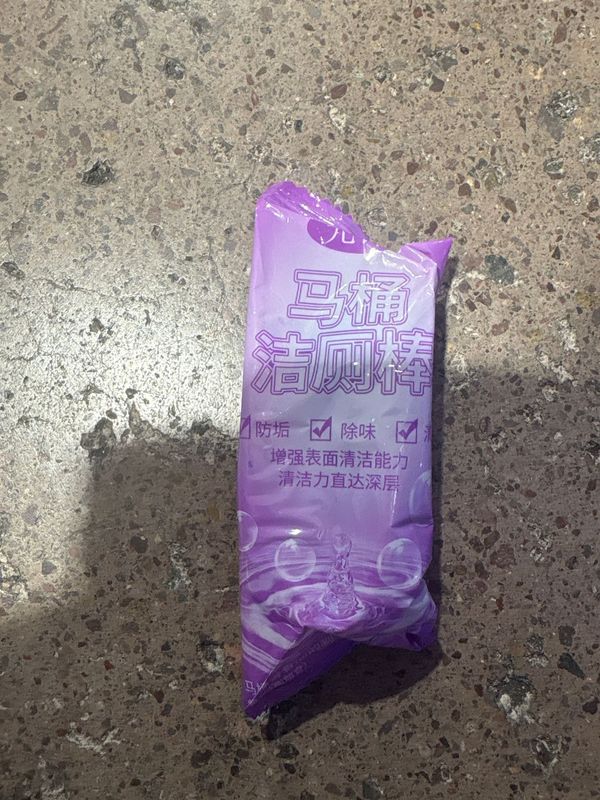 马桶
洁厕棒
防垢 除味
增强表面清洁能力
清洁力直达深层